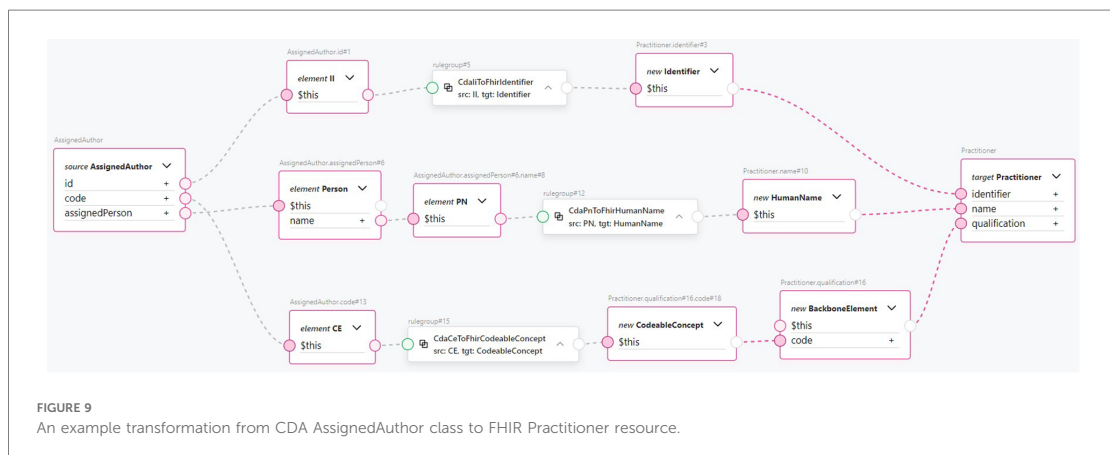 AssignedAuthor
source AssignedAuthor
id +
code +
assignedPerson +
AssignedAuthor.id#1
element II
$this
rulegroup#5
CdaIiToFhirIdentifier
src: II, tgt: Identifier
Practitioner.identifier#3
new Identifier
$this
AssignedAuthor.assignedPerson#6
element Person
$this
name +
AssignedAuthor.assignedPerson#6.name#8
element PN
$this
rulegroup#12
CdaPnToFhirHumanName
src: PN, tgt: HumanName
Practitioner.name#10
new HumanName
$this
AssignedAuthor.code#13
element CE
$this
rulegroup#15
CdaCeToFhirCodeableConcept
src: CE, tgt: CodeableConcept
Practitioner.qualification#16.code#18
new CodeableConcept
$this
Practitioner.qualification#16
new BackboneElement
$this
code +
Practitioner
target Practitioner
identifier +
name +
qualification +
FIGURE 9
An example transformation from CDA AssignedAuthor class to FHIR Practitioner resource.